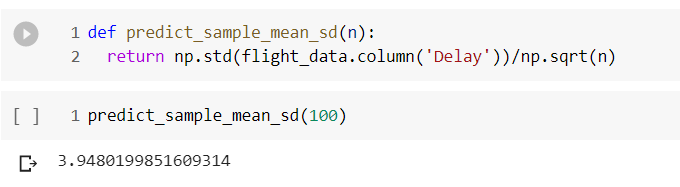 1 def predict_sample_mean_sd(n):
2 return np.std(flight_data.column('Delay'))/np.sqrt(n)
[ ] 1 predict_sample_mean_sd(100)
3.9480199851609314